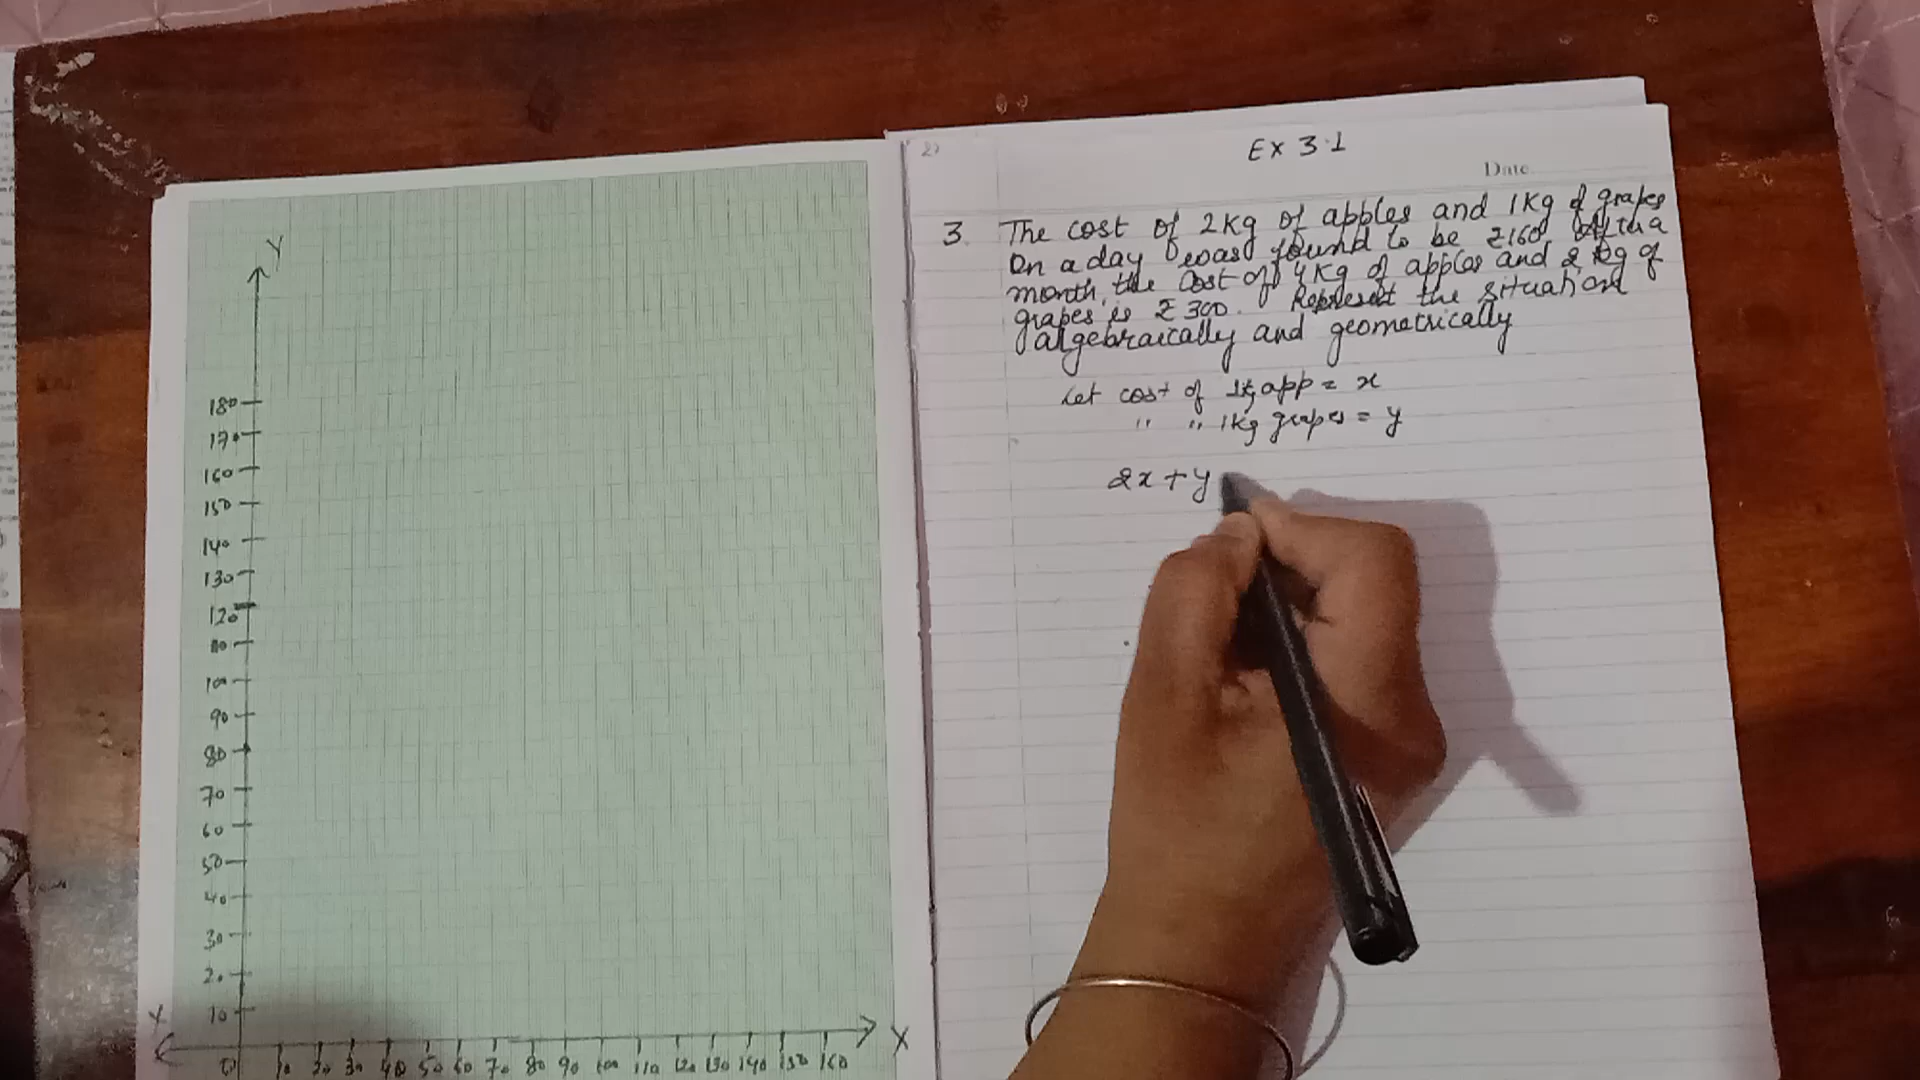 Y
180
170
160
150
140
130
120
110
100
90
80
70
60
50
40
30
20
10
X
0 10 20 30 40 50 60 70 80 90 100 110 120 130 140 150 160
X
Ex 3.1
Date
3 The cost of 2Kg of apples and 1Kg of grapes
On a day was found to be ₹160 After a
month, the Cost of 4Kg of apples and 2 Kg of
grapes is ₹300. Represent the situation
algebraically and geometrically
Let cost of 1kg app = x
" " 1Kg grapes = y
2x + y